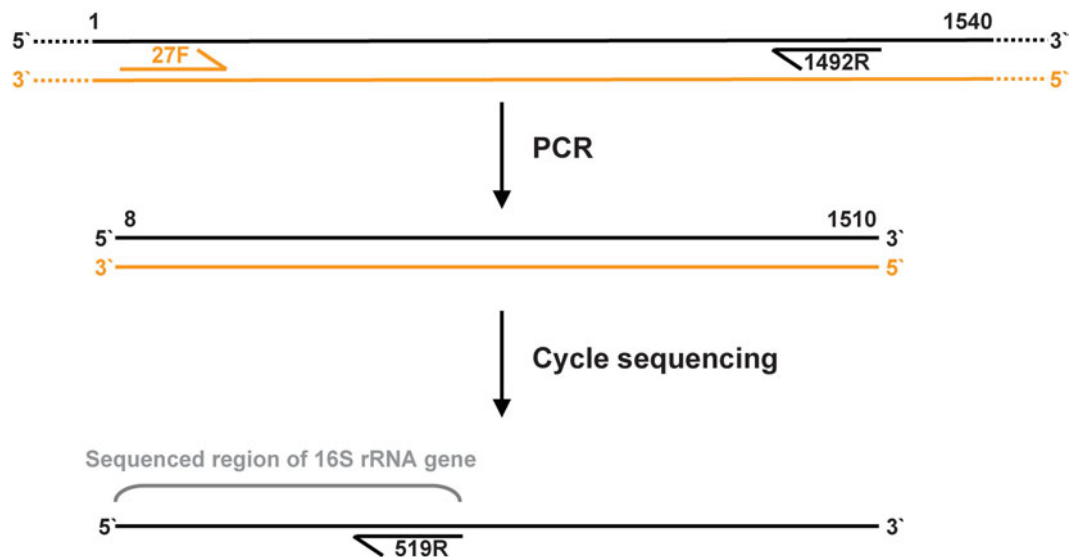 1 1540
5` 3`
27F
1492R
3` 5`
PCR
8 1510
5` 3`
3` 5`
Cycle sequencing
Sequenced region of 16S rRNA gene
5` 3`
519R